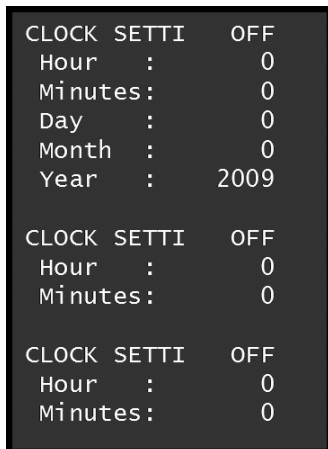 CLOCK SETTI OFF
Hour : 0
Minutes: 0
Day : 0
Month : 0
Year : 2009
CLOCK SETTI OFF
Hour : 0
Minutes: 0
CLOCK SETTI OFF
Hour : 0
Minutes: 0